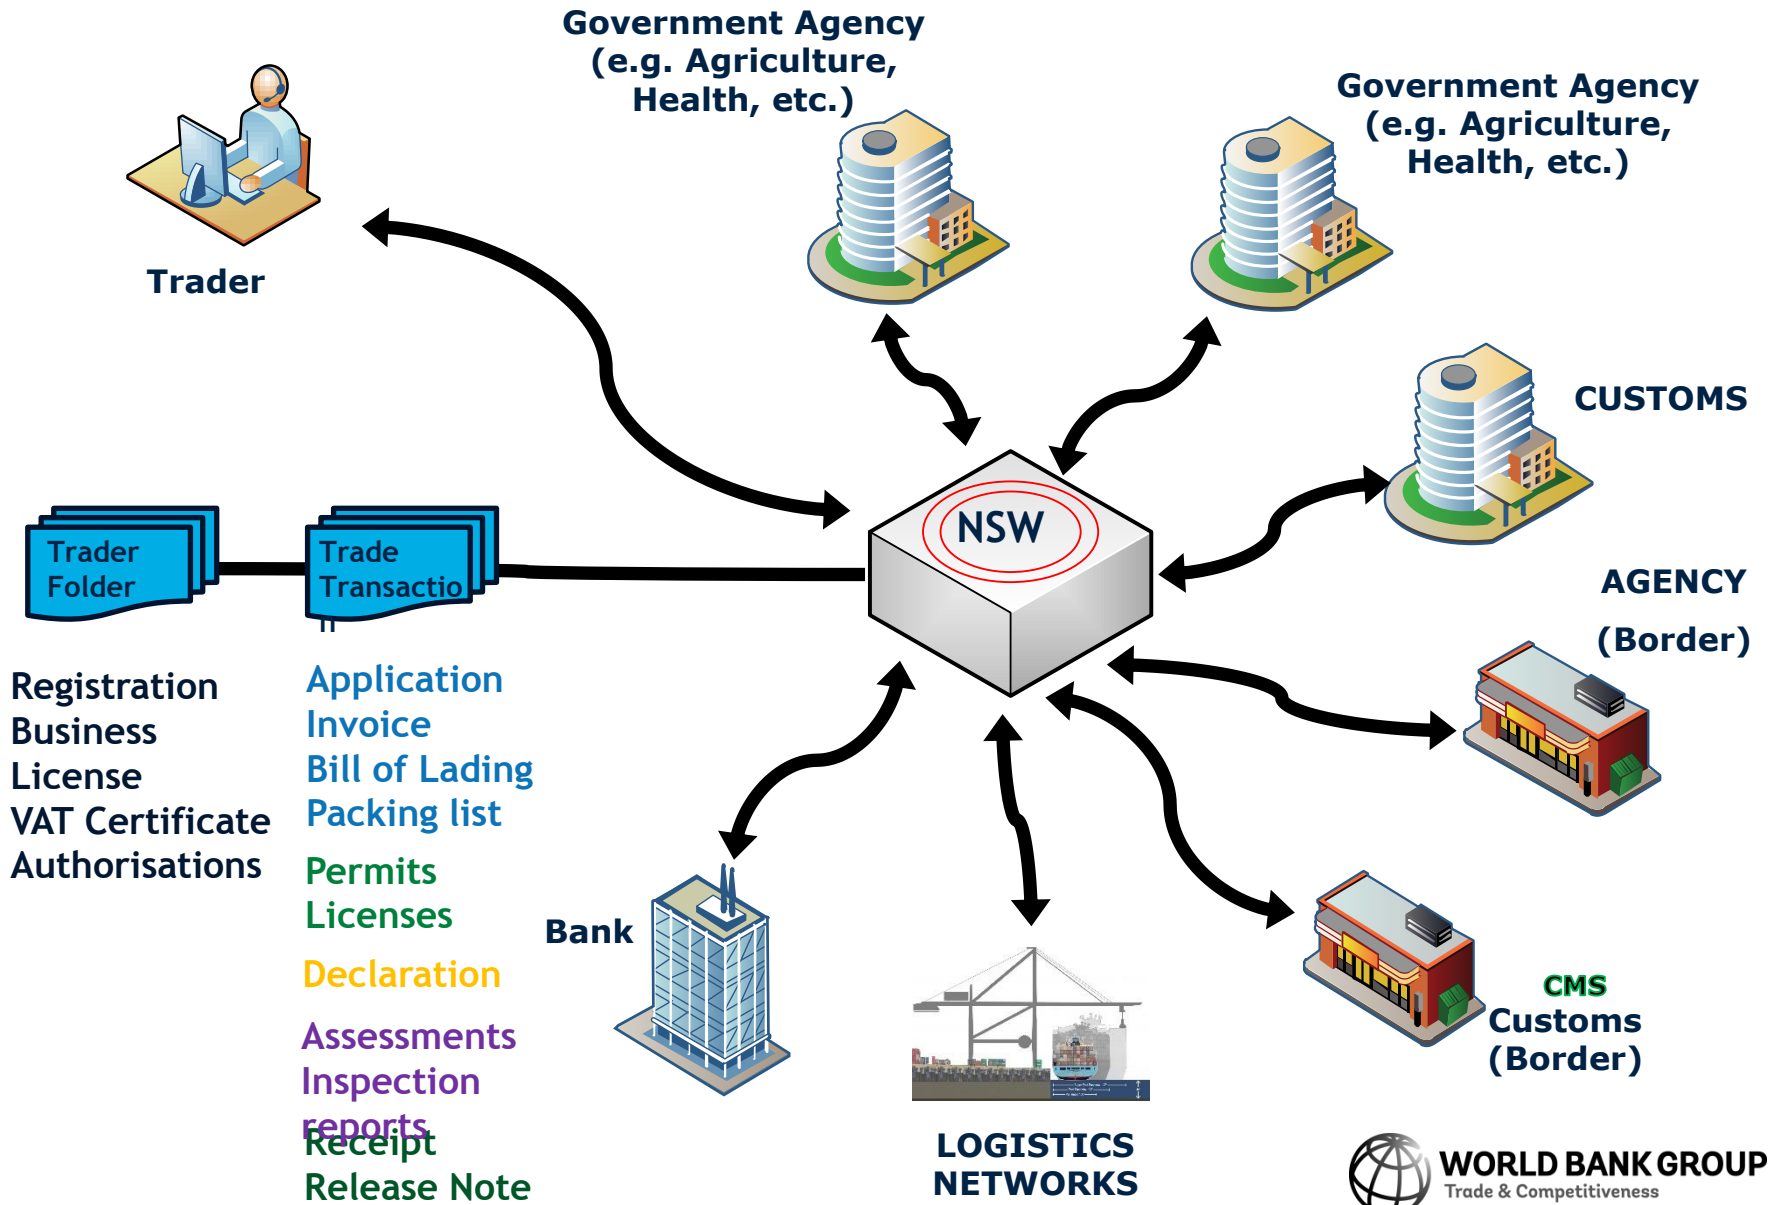 Government Agency
(e.g. Agriculture,
Health, etc.)
Government Agency
(e.g. Agriculture,
Health, etc.)
Trader
CUSTOMS
NSW
Trader
Folder
Trade
Transactio
n
AGENCY
(Border)
Registration
Business
License
VAT Certificate
Authorisations
Application
Invoice
Bill of Lading
Packing list
Permits
Licenses
Declaration
Assessments
Inspection
reports
Receipt
Release Note
Bank
LOGISTICS
NETWORKS
CMS
Customs
(Border)
WORLD BANK GROUP
Trade & Competitiveness